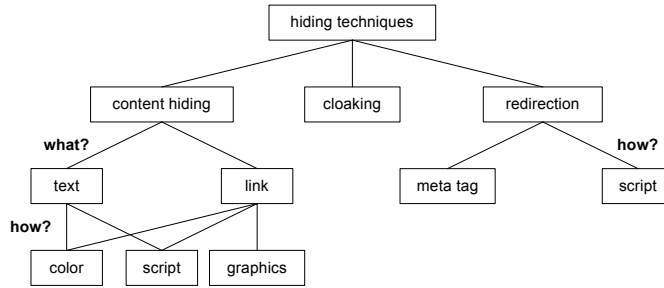 hiding techniques
content hiding
cloaking
redirection
what?
how?
text
link
meta tag
script
how?
color
script
graphics